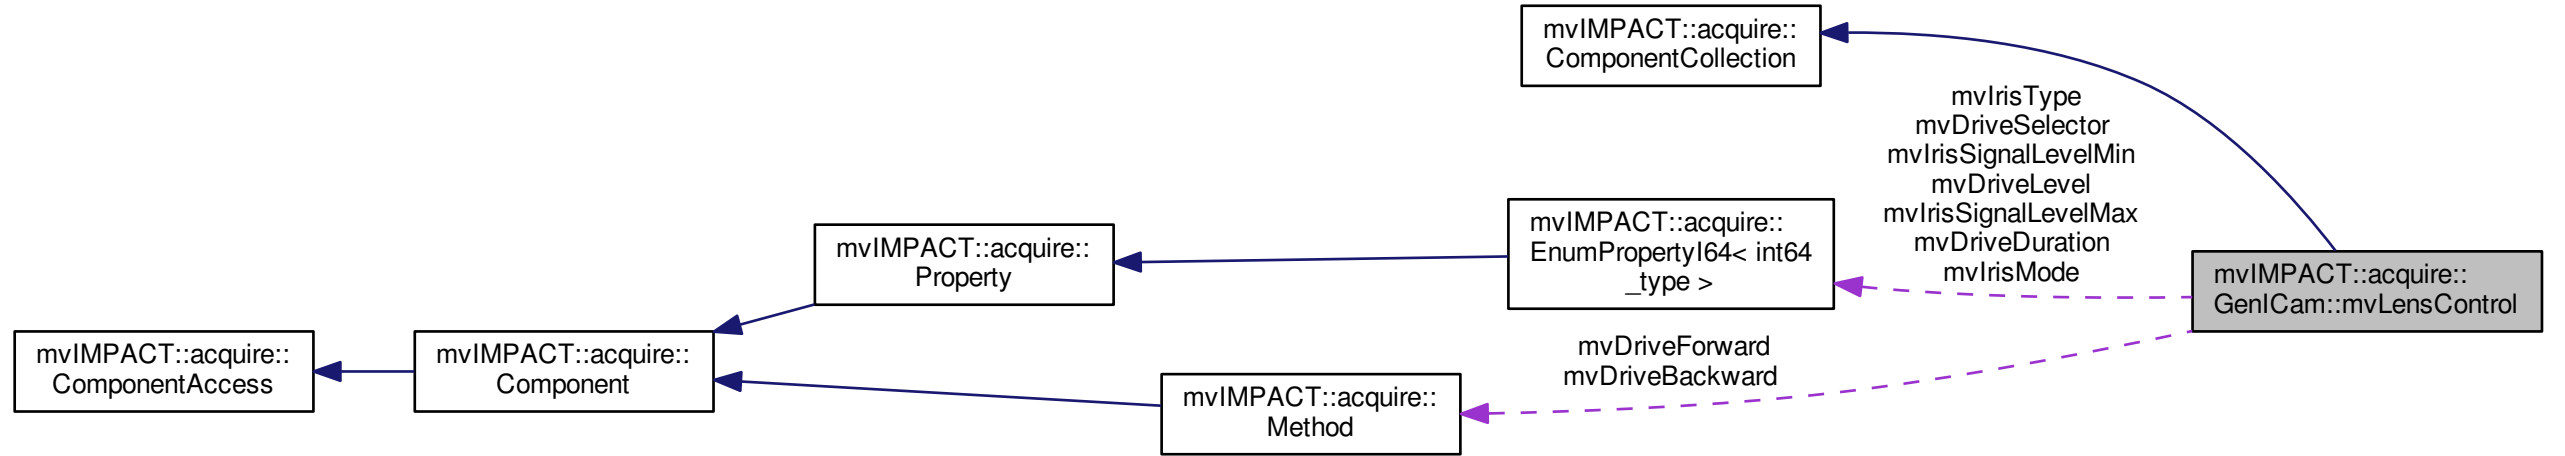 mvIMPACT::acquire::
ComponentCollection
mvIrisType
mvDriveSelector
mvIrisSignalLevelMin
mvDriveLevel
mvIrisSignalLevelMax
mvDriveDuration
mvIrisMode
mvIMPACT::acquire::
EnumPropertyI64< int64
_type >
mvIMPACT::acquire::
Property
mvIMPACT::acquire::
GenICam::mvLensControl
mvIMPACT::acquire::
ComponentAccess
mvIMPACT::acquire::
Component
mvDriveForward
mvDriveBackward
mvIMPACT::acquire::
Method